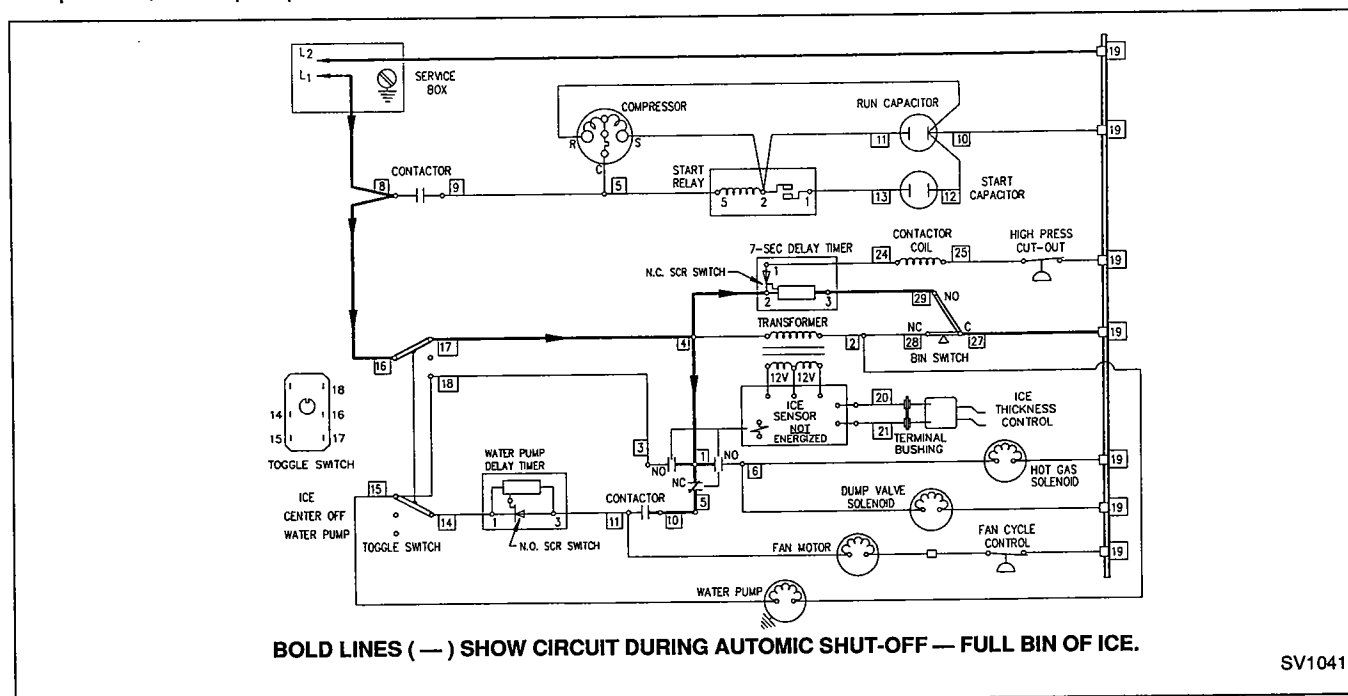 L2
19
L1
SERVICE
BOX
COMPRESSOR
RUN CAPACITOR
R
S
11
10
19
C
CONTACTOR
8
9
5
START
RELAY
5
2
1
13
12
START
CAPACITOR
7-SEC DELAY TIMER
CONTACTOR
COIL
HIGH PRESS
CUT-OUT
24
25
19
N.C. SCR SWITCH
1
2
3
29
NO
TRANSFORMER
NC
C
16
17
4
2
28
27
19
BIN SWITCH
12V
12V
18
18
14
16
15
17
TOGGLE SWITCH
ICE
SENSOR
NOT
ENERGIZED
20
21
TERMINAL
BUSHING
ICE
THICKNESS
CONTROL
3
NO
1
NO
6
19
HOT GAS
SOLENOID
NC
WATER PUMP
DELAY TIMER
15
ICE
CENTER OFF
WATER PUMP
TOGGLE SWITCH
14
1
3
N.O. SCR SWITCH
11
CONTACTOR
10
5
DUMP VALVE
SOLENOID
19
FAN MOTOR
FAN CYCLE
CONTROL
19
WATER PUMP
BOLD LINES ( — ) SHOW CIRCUIT DURING AUTOMIC SHUT-OFF — FULL BIN OF ICE.
SV1041